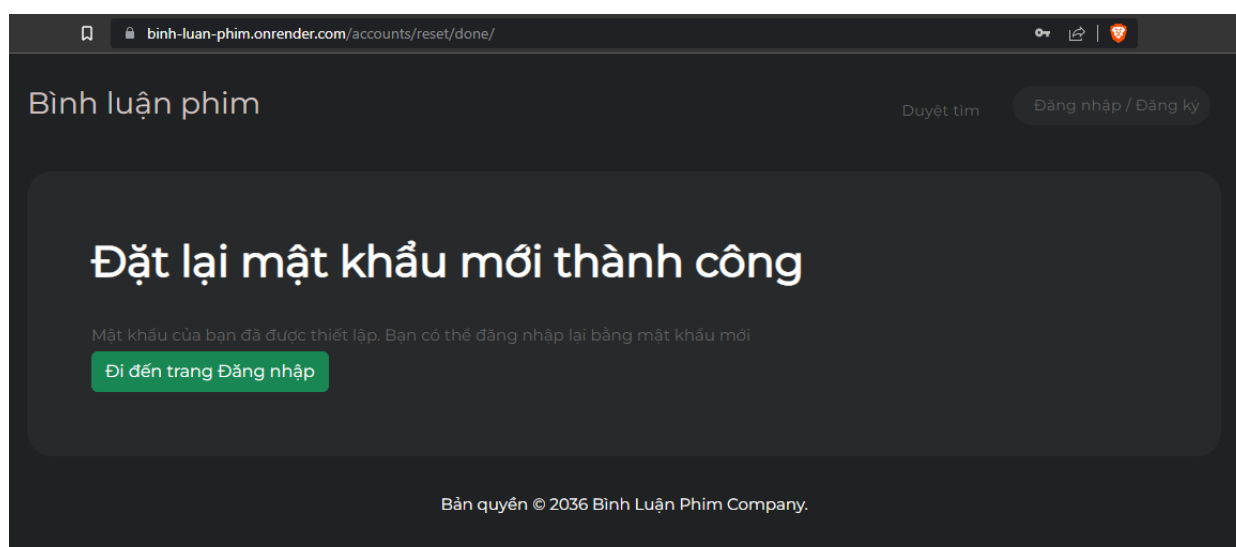 binh-luan-phim.onrender.com/accounts/reset/done/
Bình luận phim
Duyệt tìm
Đăng nhập / Đăng ký
Đặt lại mật khẩu mới thành công
Mật khẩu của bạn đã được thiết lập. Bạn có thể đăng nhập lại bằng mật khẩu mới
Đi đến trang Đăng nhập
Bản quyền © 2036 Bình Luận Phim Company.